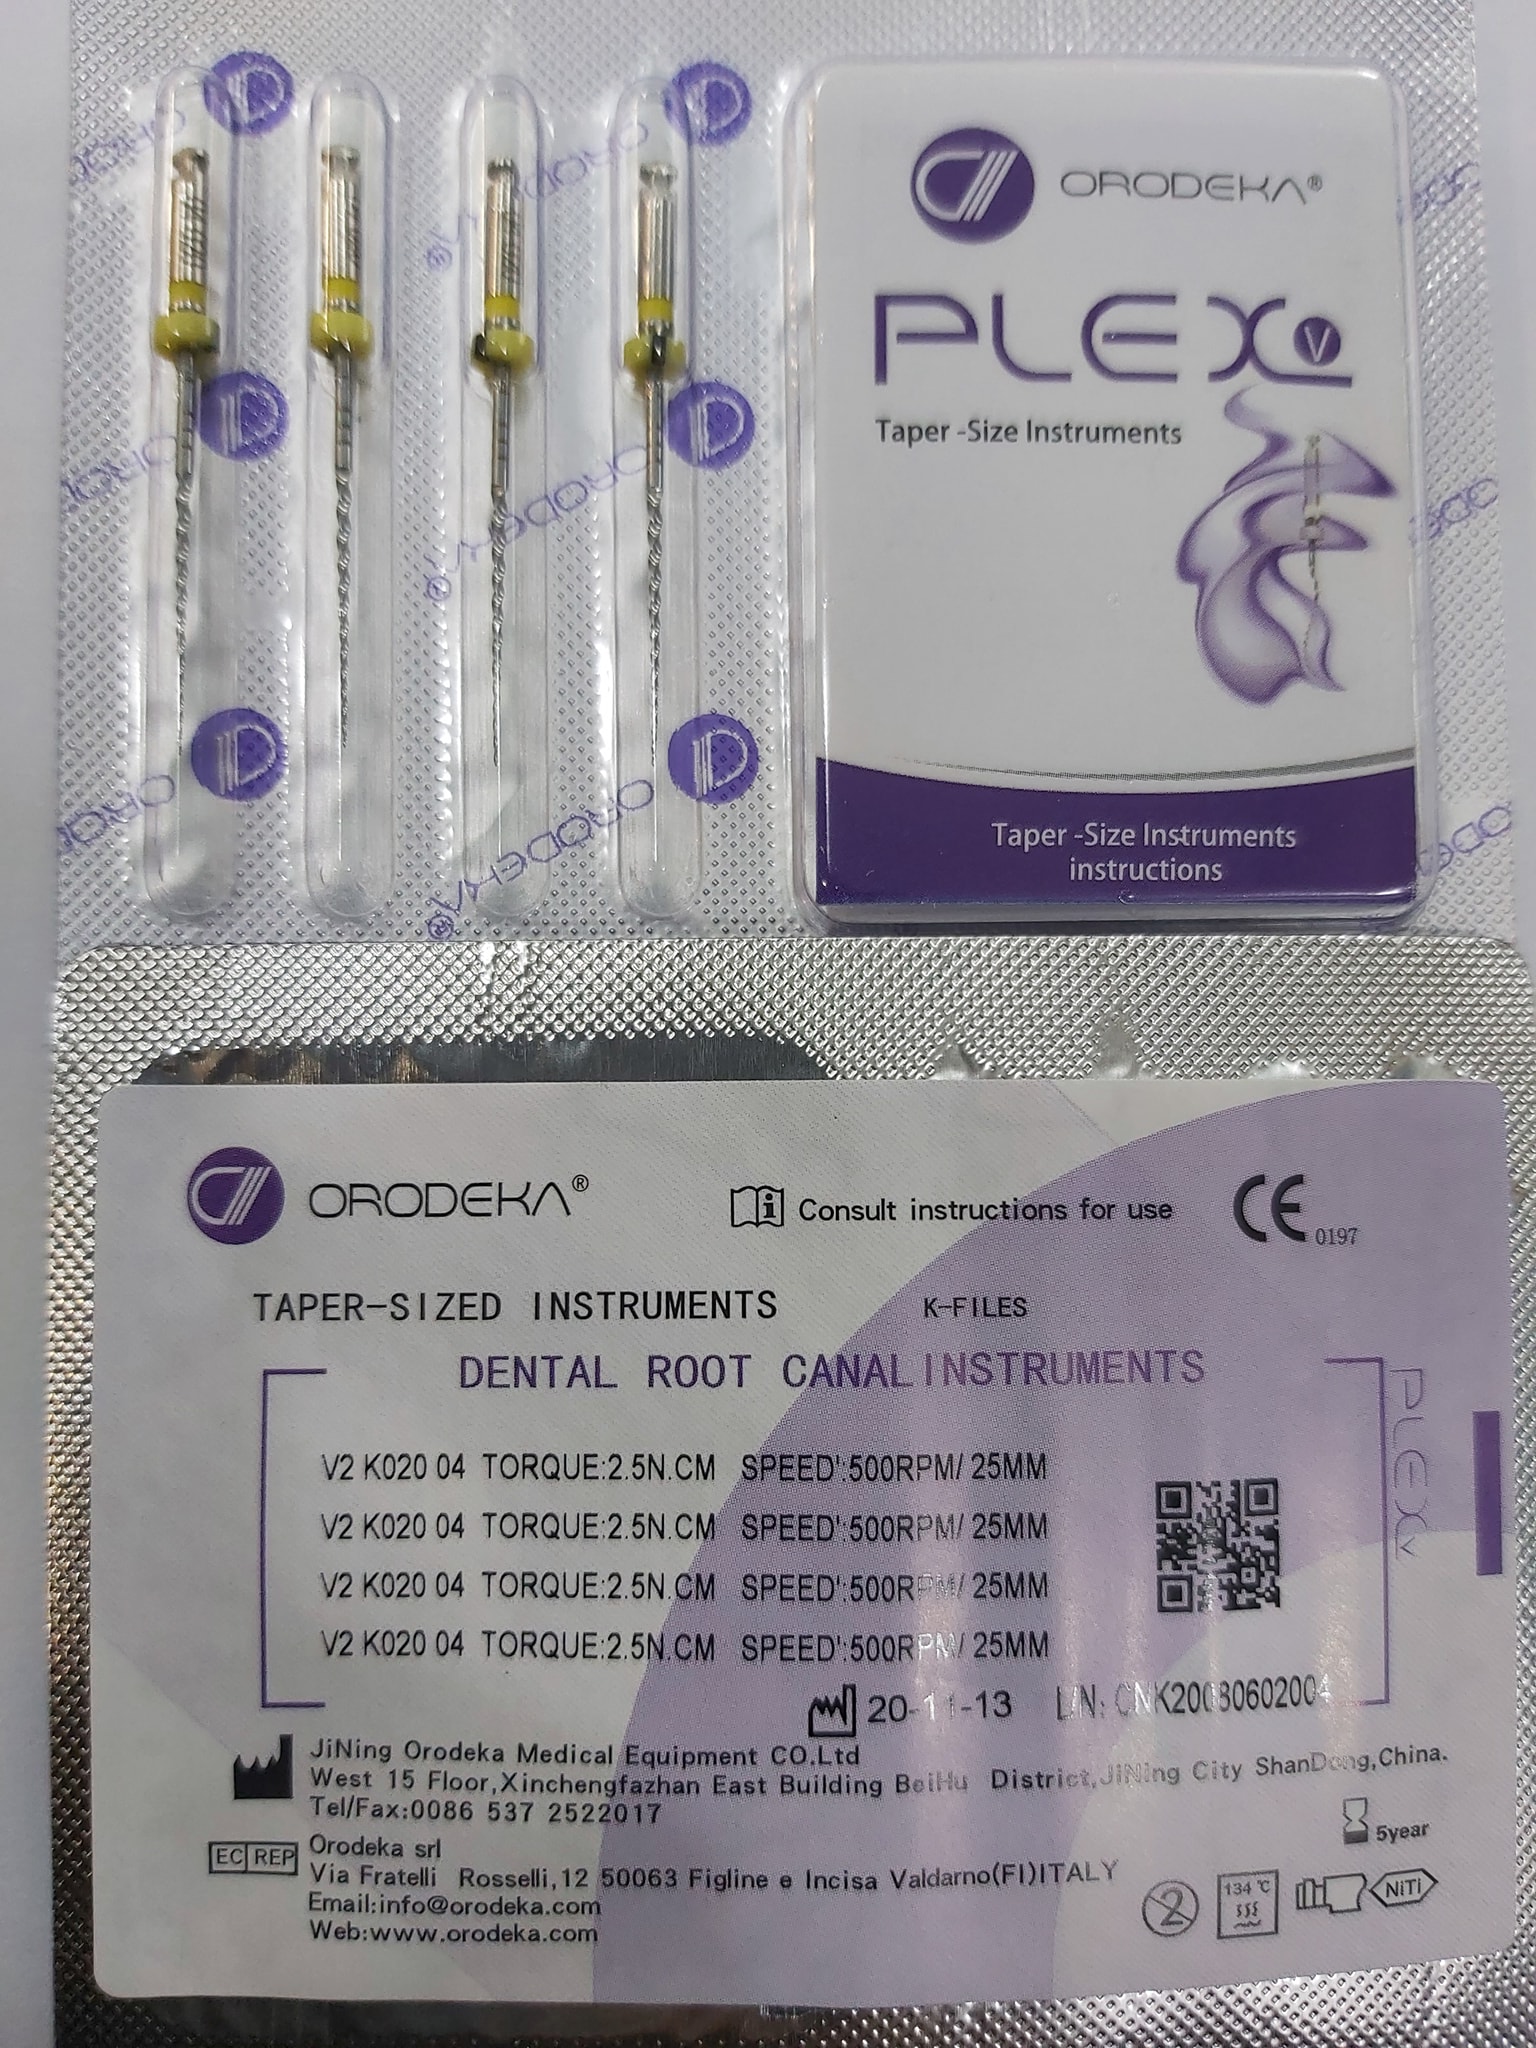 ORODEKA®
PLEX V
Taper -Size Instruments
Taper -Size Instruments
instructions
ORODEKA®
Consult instructions for use
CE 0197
TAPER-SIZED INSTRUMENTS K-FILES
DENTAL ROOT CANAL INSTRUMENTS
V2 K020 04 TORQUE:2.5N.CM SPEED':500RPM/ 25MM
V2 K020 04 TORQUE:2.5N.CM SPEED':500RPM/ 25MM
V2 K020 04 TORQUE:2.5N.CM SPEED':500RPM/ 25MM
V2 K020 04 TORQUE:2.5N.CM SPEED':500RPM/ 25MM
PLEX V
20-11-13 L/N: CNK20080602004
JiNing Orodeka Medical Equipment CO.Ltd
West 15 Floor,Xinchengfazhan East Building BeiHu District,JiNing City ShanDong,China.
Tel/Fax:0086 537 2522017
5year
EC REP
Orodeka srl
Via Fratelli Rosselli,12 50063 Figline e Incisa Valdarno(FI)ITALY
Email:info@orodeka.com
Web:www.orodeka.com
2
134 ℃
NiTi